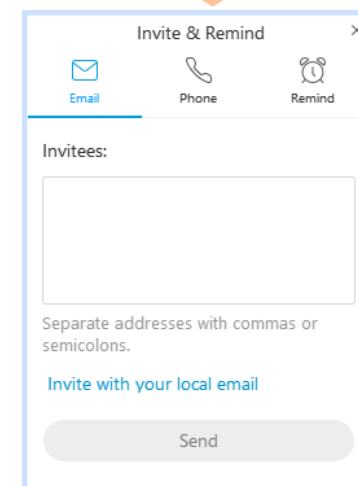 Invite & Remind
Email Phone Remind
Invitees:
Separate addresses with commas or
semicolons.
Invite with your local email
Send